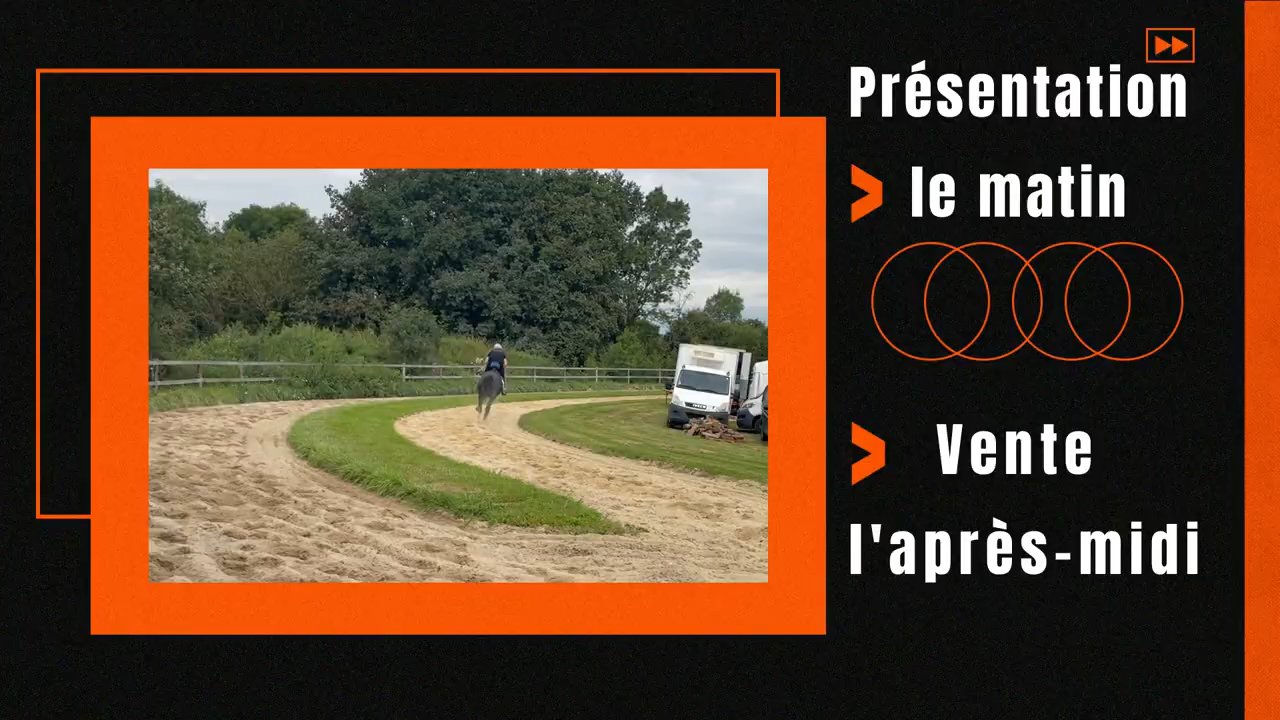 Présentation
le matin
Vente
l'après-midi